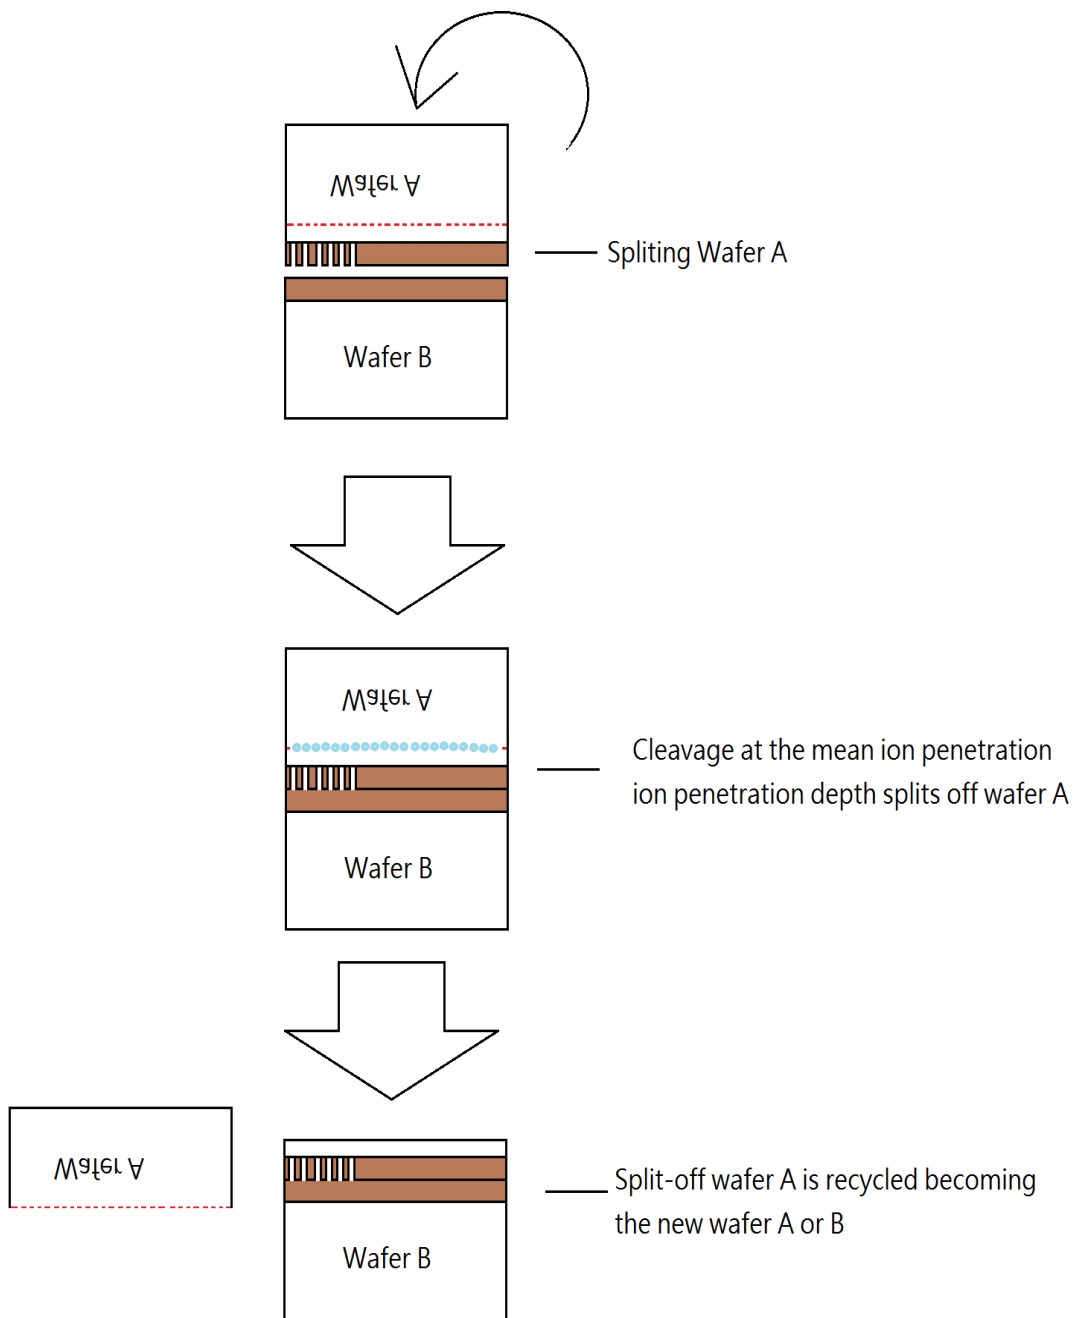 Wafer A
Spliting Wafer A
Wafer B
Wafer A
Cleavage at the mean ion penetration
ion penetration depth splits off wafer A
Wafer B
Wafer A
Split-off wafer A is recycled becoming
the new wafer A or B
Wafer B